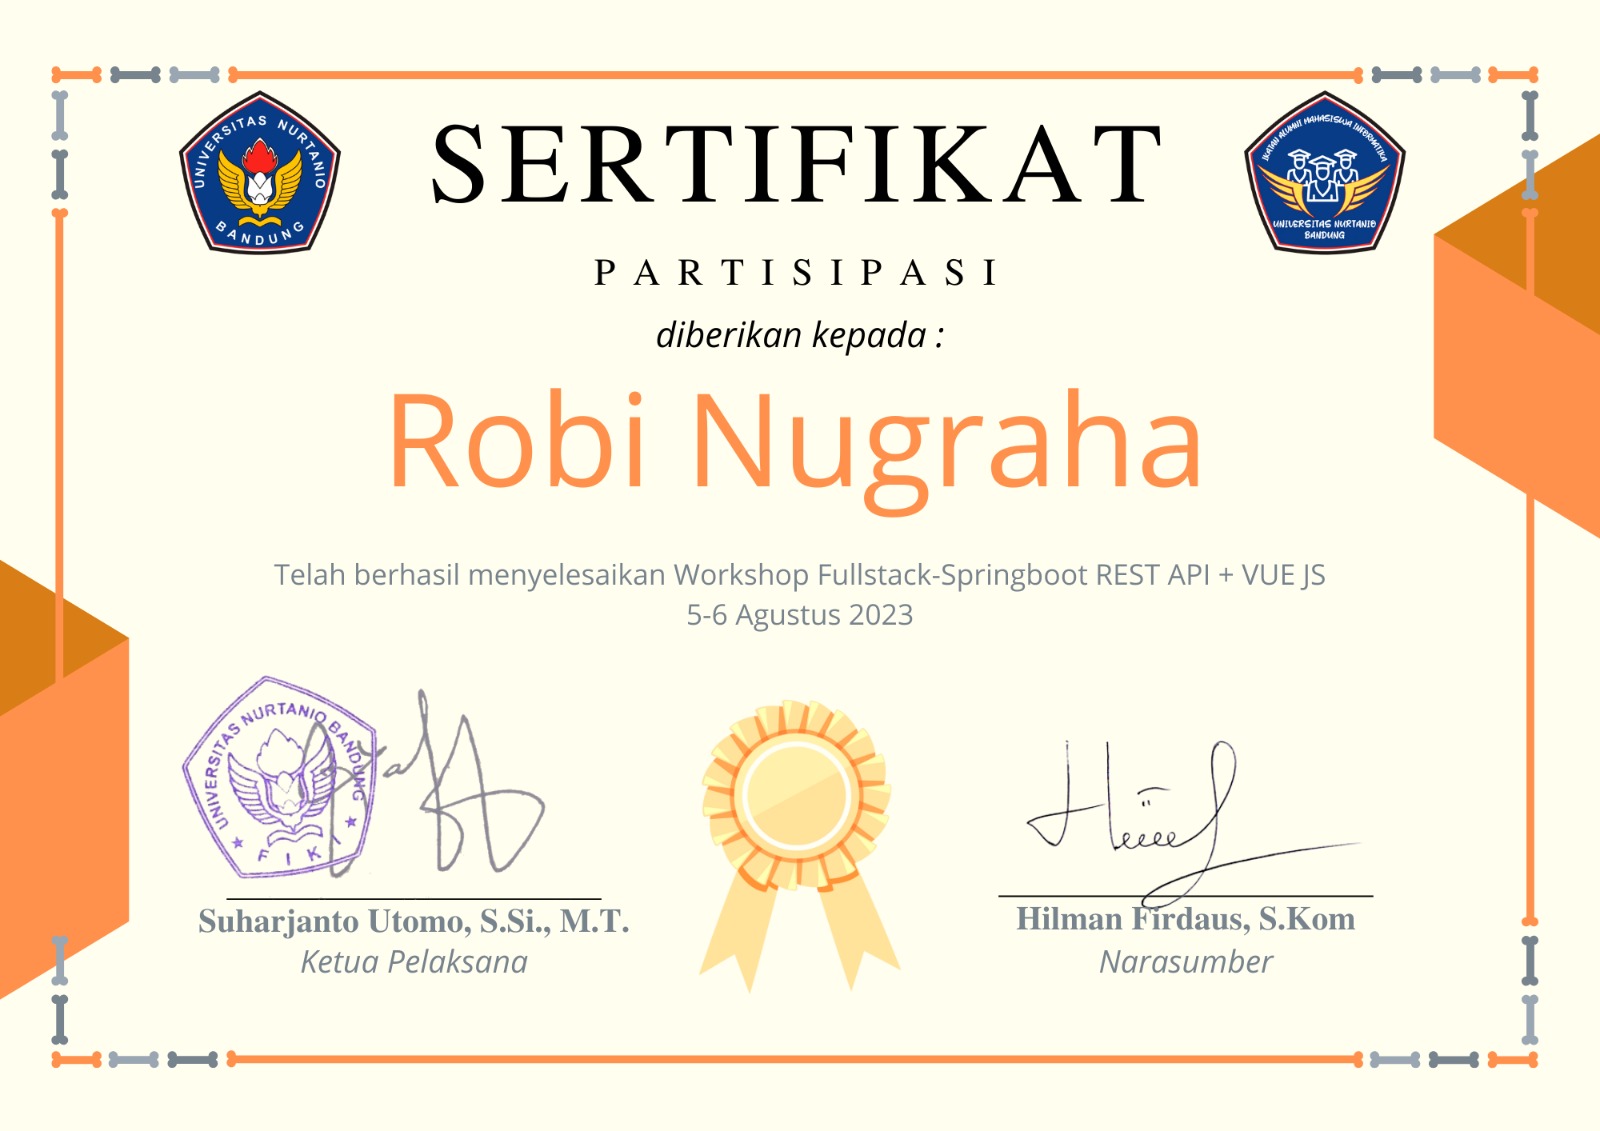 UNIVERSITAS NURTANIO
BANDUNG
SERTIFIKAT
IKATAN ALUMNI MAHASISWA INFORMATIKA
UNIVERSITAS NURTANIO
BANDUNG
PARTISIPASI
diberikan kepada :
Robi Nugraha
Telah berhasil menyelesaikan Workshop Fullstack-Springboot REST API + VUE JS
5-6 Agustus 2023
UNIVERSITAS NURTANIO BANDUNG
FIKI
Suharjanto Utomo, S.Si., M.T.
Ketua Pelaksana
Hilman Firdaus, S.Kom
Narasumber